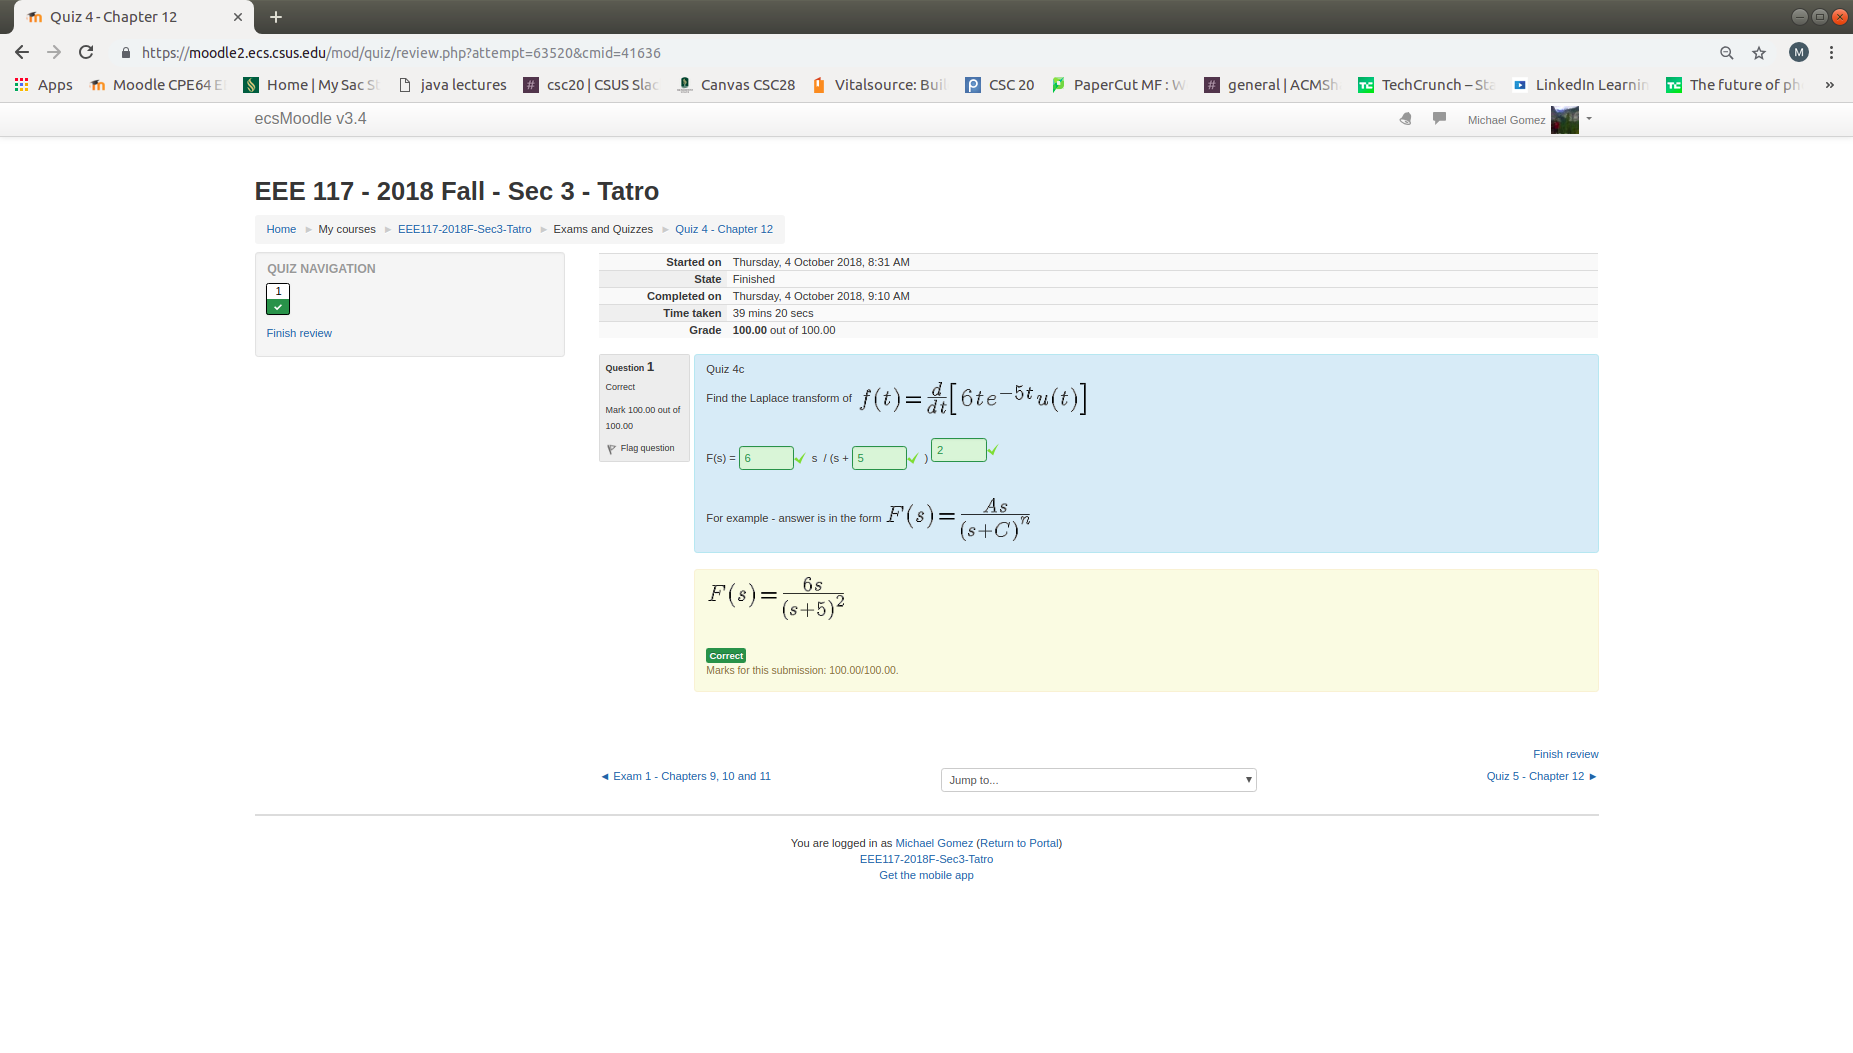 Quiz 4 - Chapter 12
https://moodle2.ecs.csus.edu/mod/quiz/review.php?attempt=63520&cmid=41636
M
Apps Moodle CPE64 E Home | My Sac S java lectures csc20 | CSUS Slac Canvas CSC28 Vitalsource: Buil CSC 20 PaperCut MF : W general | ACMSh TechCrunch – Sta LinkedIn Learnin The future of ph »
ecsMoodle v3.4 Michael Gomez
EEE 117 - 2018 Fall - Sec 3 - Tatro
Home ► My courses ► EEE117-2018F-Sec3-Tatro ► Exams and Quizzes ► Quiz 4 - Chapter 12
QUIZ NAVIGATION
1
Finish review
Started on Thursday, 4 October 2018, 8:31 AM
State Finished
Completed on Thursday, 4 October 2018, 9:10 AM
Time taken 39 mins 20 secs
Grade 100.00 out of 100.00
Question 1
Correct
Mark 100.00 out of
100.00
Flag question
Quiz 4c
Find the Laplace transform of f(t)=d/dt[6te^{-5t}u(t)]
F(s) = 6 s / (s + 5 ) 2
For example - answer is in the form F(s)=As/(s+C)^n
F(s)=6s/(s+5)^2
Correct
Marks for this submission: 100.00/100.00.
Finish review
◄ Exam 1 - Chapters 9, 10 and 11 Jump to... Quiz 5 - Chapter 12 ►
You are logged in as Michael Gomez (Return to Portal)
EEE117-2018F-Sec3-Tatro
Get the mobile app